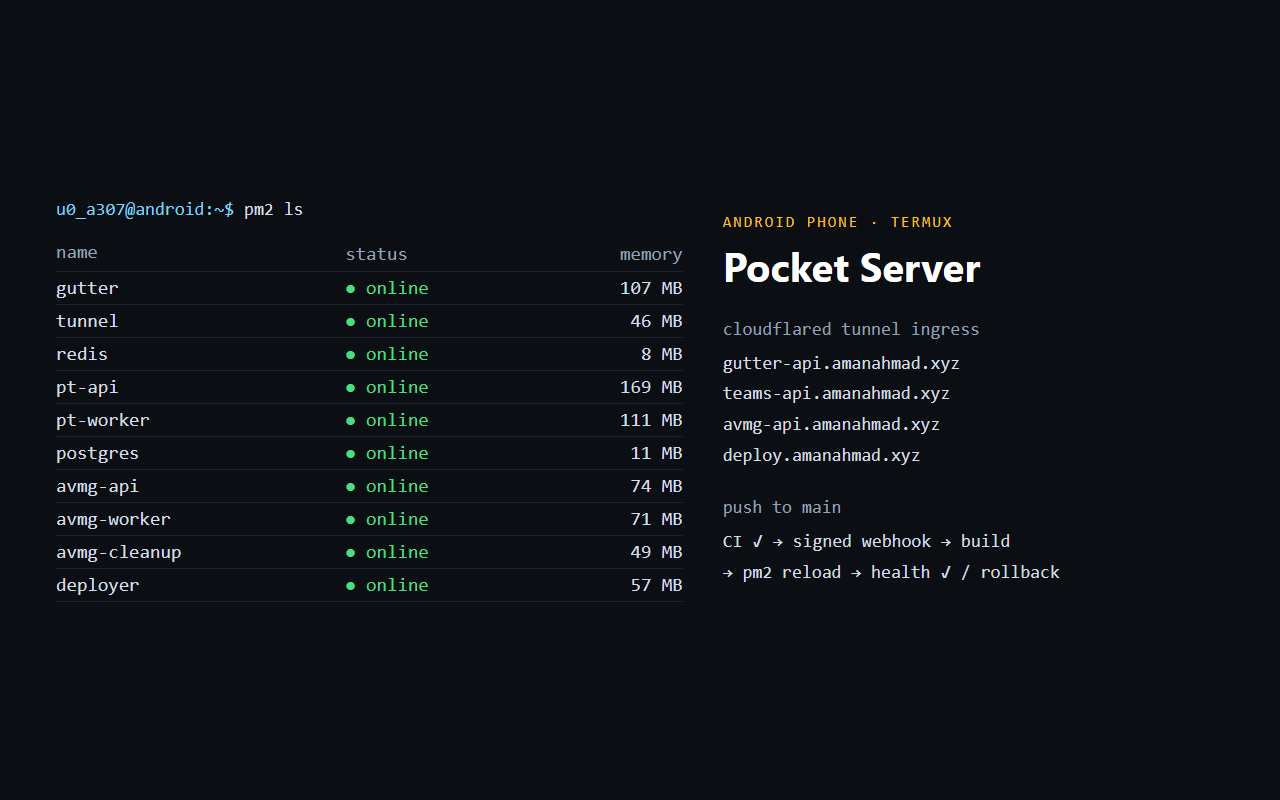 u0_a307@android:~$ pm2 ls
name status memory
gutter ● online 107 MB
tunnel ● online 46 MB
redis ● online 8 MB
pt-api ● online 169 MB
pt-worker ● online 111 MB
postgres ● online 11 MB
avmg-api ● online 74 MB
avmg-worker ● online 71 MB
avmg-cleanup ● online 49 MB
deployer ● online 57 MB
ANDROID PHONE · TERMUX
Pocket Server
cloudflared tunnel ingress
gutter-api.amanahmad.xyz
teams-api.amanahmad.xyz
avmg-api.amanahmad.xyz
deploy.amanahmad.xyz
push to main
CI ✓ → signed webhook → build
→ pm2 reload → health ✓ / rollback